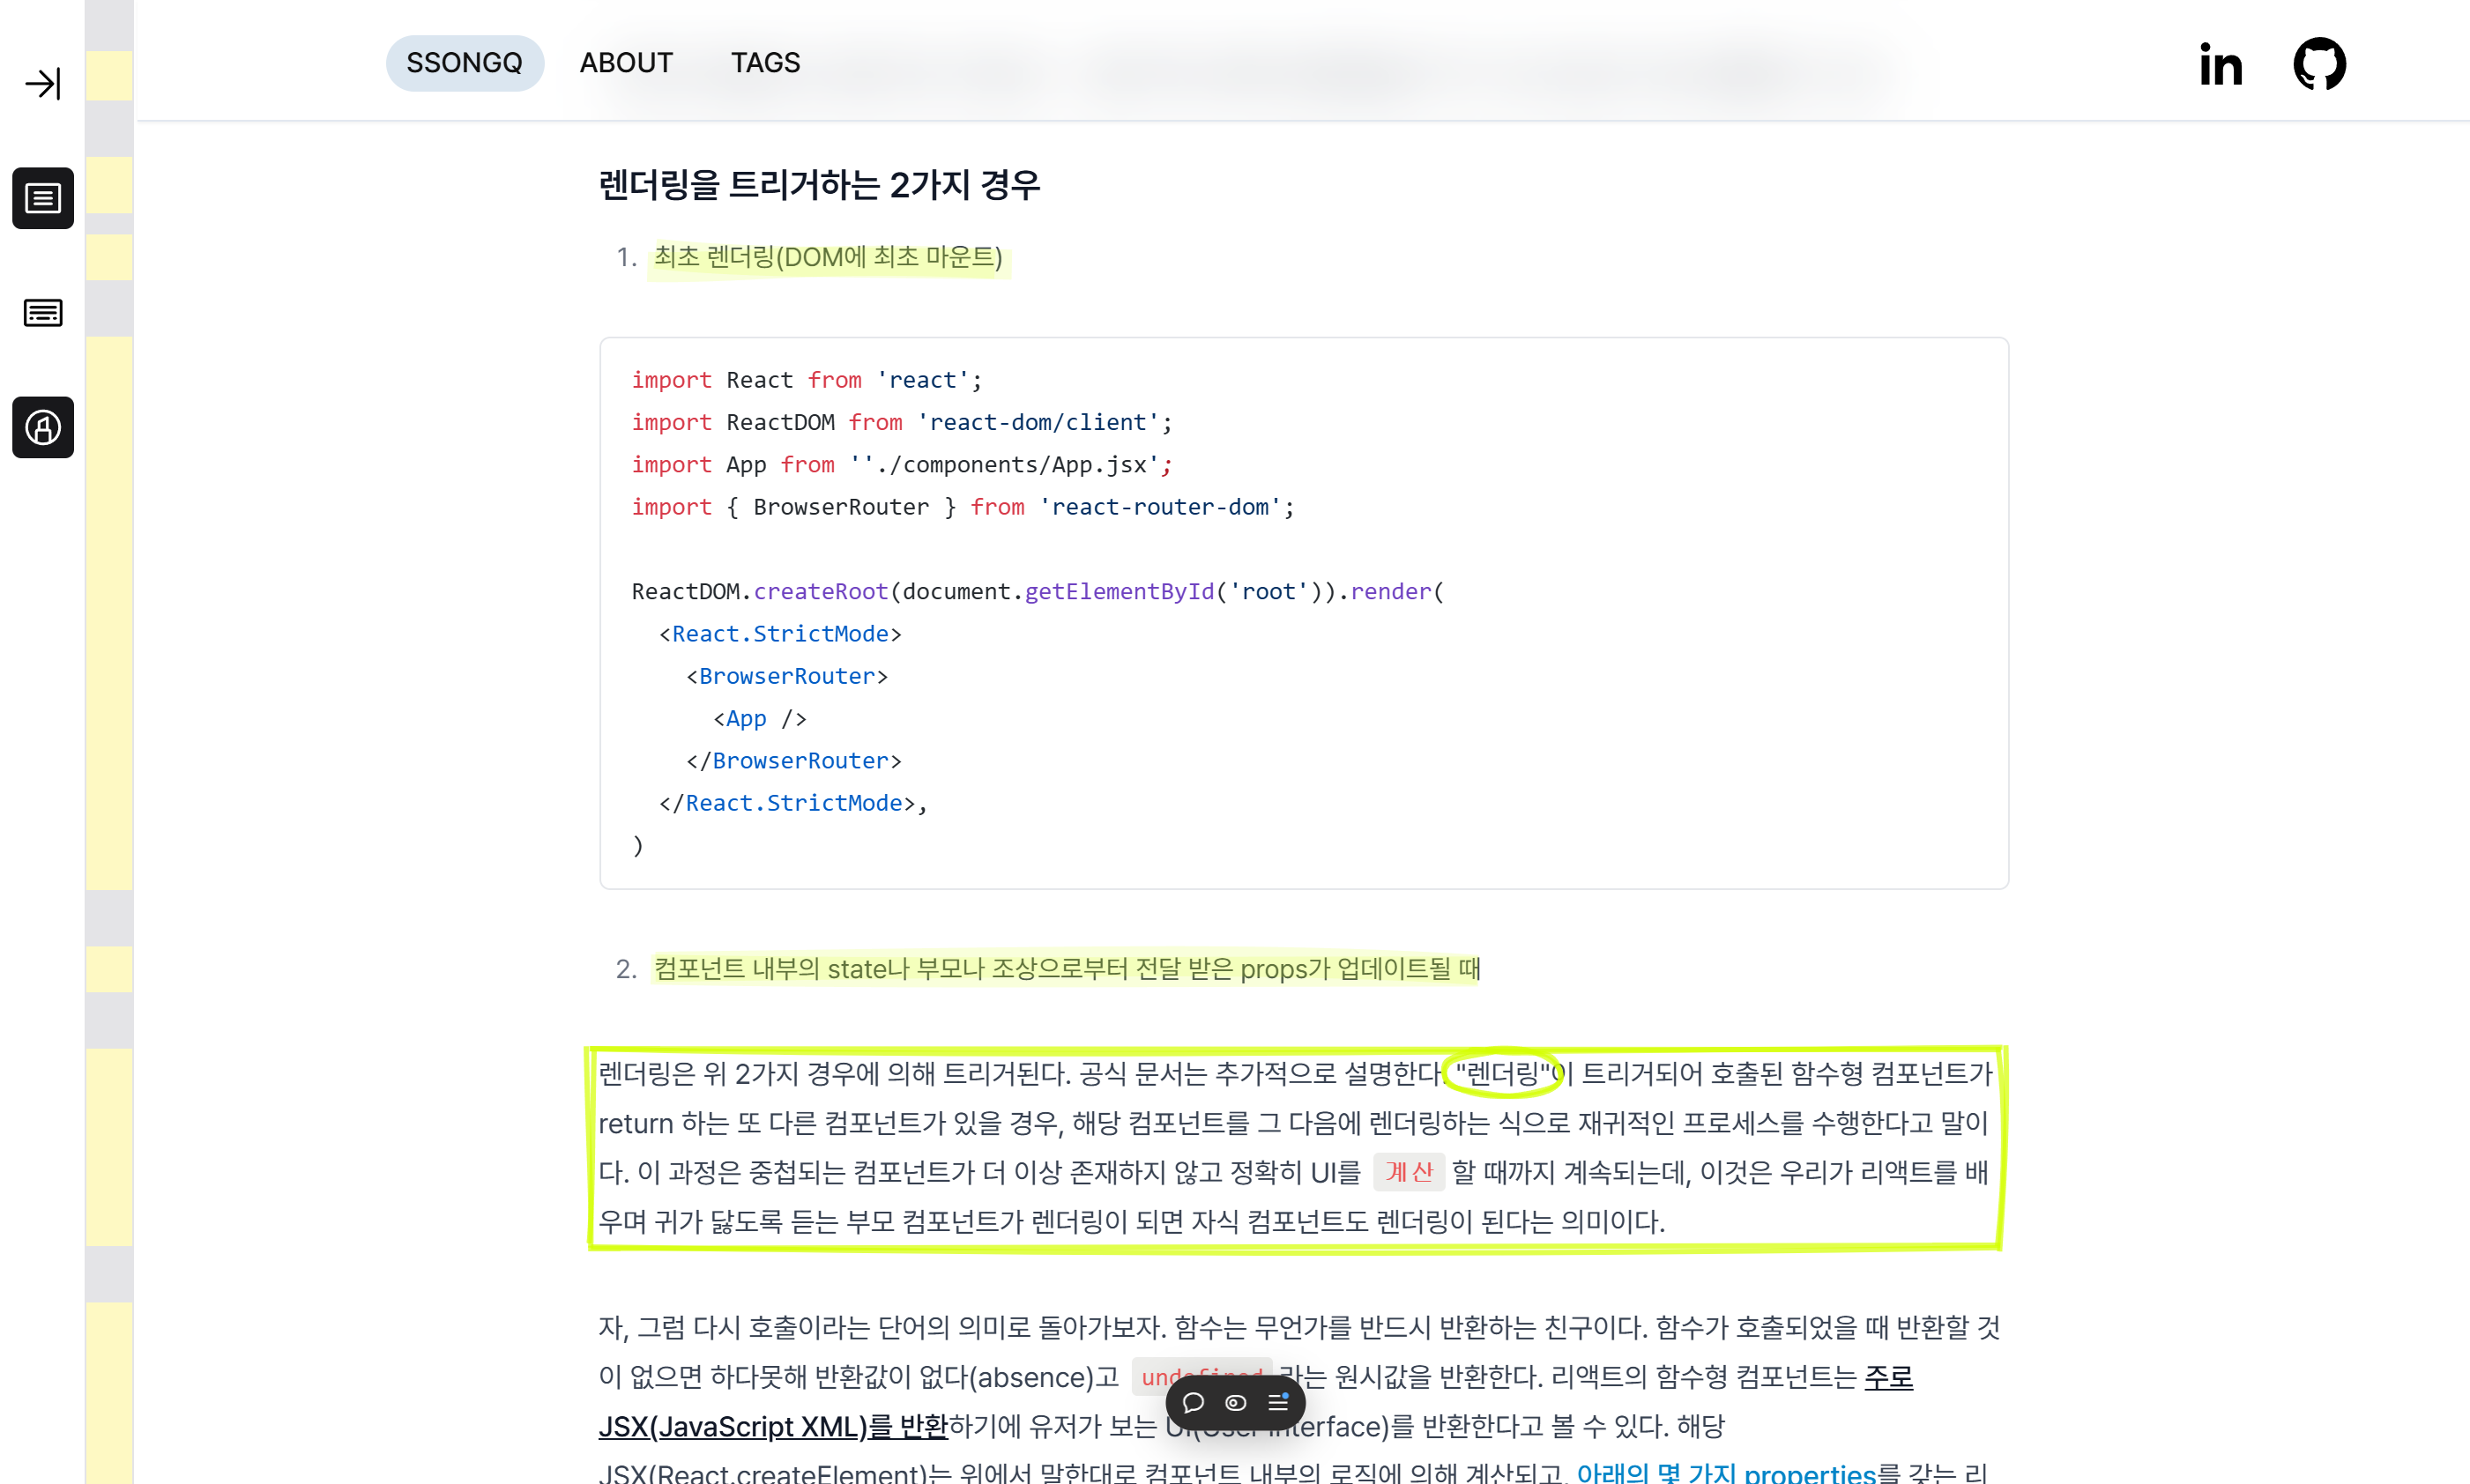 SSONGQ ABOUT TAGS
렌더링을 트리거하는 2가지 경우
1. 최초 렌더링(DOM에 최초 마운트)
import React from 'react';
import ReactDOM from 'react-dom/client';
import App from ''./components/App.jsx';
import { BrowserRouter } from 'react-router-dom';
ReactDOM.createRoot(document.getElementById('root')).render(
<React.StrictMode>
<BrowserRouter>
<App />
</BrowserRouter>
</React.StrictMode>,
)
2. 컴포넌트 내부의 state나 부모나 조상으로부터 전달 받은 props가 업데이트될 때
렌더링은 위 2가지 경우에 의해 트리거된다. 공식 문서는 추가적으로 설명한다. "렌더링"이 트리거되어 호출된 함수형 컴포넌트가
return 하는 또 다른 컴포넌트가 있을 경우, 해당 컴포넌트를 그 다음에 렌더링하는 식으로 재귀적인 프로세스를 수행한다고 말이
다. 이 과정은 중첩되는 컴포넌트가 더 이상 존재하지 않고 정확히 UI를 계산 할 때까지 계속되는데, 이것은 우리가 리액트를 배
우며 귀가 닳도록 듣는 부모 컴포넌트가 렌더링이 되면 자식 컴포넌트도 렌더링이 된다는 의미이다.
자, 그럼 다시 호출이라는 단어의 의미로 돌아가보자. 함수는 무언가를 반드시 반환하는 친구이다. 함수가 호출되었을 때 반환할 것
이 없으면 하다못해 반환값이 없다(absence)고 undefined 라는 원시값을 반환한다. 리액트의 함수형 컴포넌트는 주로
JSX(JavaScript XML)를 반환하기에 유저가 보는 UI(User Interface)를 반환한다고 볼 수 있다. 해당
JSX(React.createElement)는 위에서 말한대로 컴포넌트 내부의 로직에 의해 계산되고, 아래의 몇 가지 properties를 갖는 리